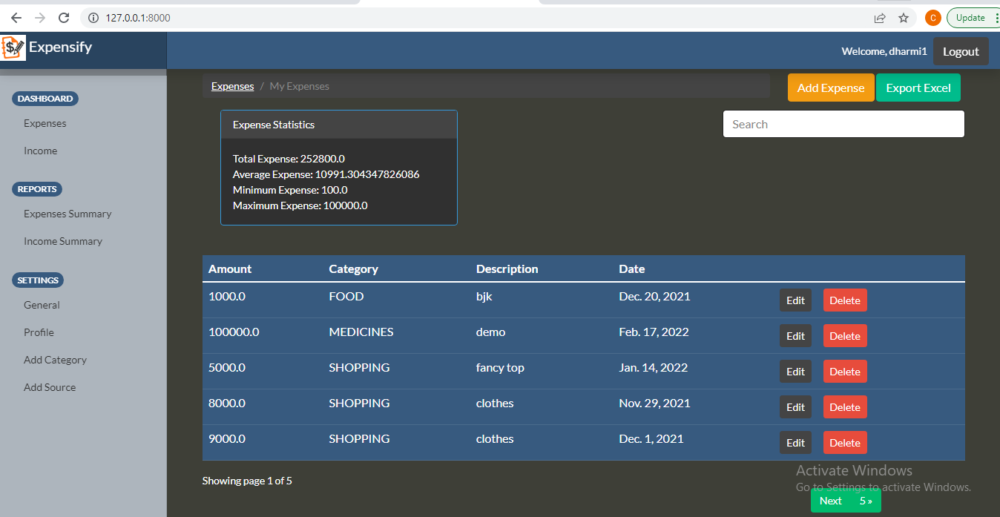 127.0.0.1:8000
C
Update
$
Expensify
Welcome, dharmi1
Logout
DASHBOARD
Expenses
Income
REPORTS
Expenses Summary
Income Summary
SETTINGS
General
Profile
Add Category
Add Source
Expenses / My Expenses
Add Expense
Export Excel
Search
Expense Statistics
Total Expense: 252800.0
Average Expense: 10991.304347826086
Minimum Expense: 100.0
Maximum Expense: 100000.0
Amount Category Description Date
1000.0 FOOD bjk Dec. 20, 2021 Edit Delete
100000.0 MEDICINES demo Feb. 17, 2022 Edit Delete
5000.0 SHOPPING fancy top Jan. 14, 2022 Edit Delete
8000.0 SHOPPING clothes Nov. 29, 2021 Edit Delete
9000.0 SHOPPING clothes Dec. 1, 2021 Edit Delete
Showing page 1 of 5
Activate Windows
Go to Settings to activate Windows.
Next 5 »